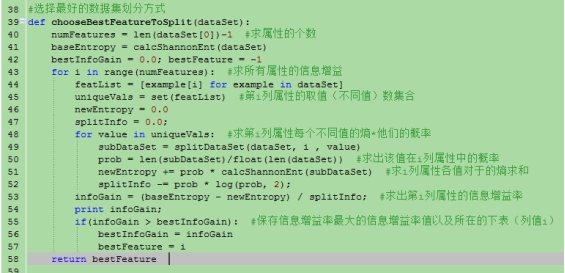 38 #选择最好的数据集划分方式
39 def chooseBestFeatureToSplit(dataSet):
40 numFeatures = len(dataSet[0])-1 #求属性的个数
41 baseEntropy = calcShannonEnt(dataSet)
42 bestInfoGain = 0.0; bestFeature = -1
43 for i in range(numFeatures): #求所有属性的信息增益
44 featList = [example[i] for example in dataSet]
45 uniqueVals = set(featList) #第i列属性的取值（不同值）数集合
46 newEntropy = 0.0
47 splitInfo = 0.0;
48 for value in uniqueVals: #求第i列属性每个不同值的熵*他们的概率
49 subDataSet = splitDataSet(dataSet, i , value)
50 prob = len(subDataSet)/float(len(dataSet)) #求出该值在i列属性中的概率
51 newEntropy += prob * calcShannonEnt(subDataSet) #求i列属性各值对于的熵求和
52 splitInfo -= prob * log(prob, 2);
53 infoGain = (baseEntropy - newEntropy) / splitInfo; #求出第i列属性的信息增益率
54 print infoGain;
55 if(infoGain > bestInfoGain): #保存信息增益率最大的信息增益率值以及所在的下表（列值i）
56 bestInfoGain = infoGain
57 bestFeature = i
58 return bestFeature
59